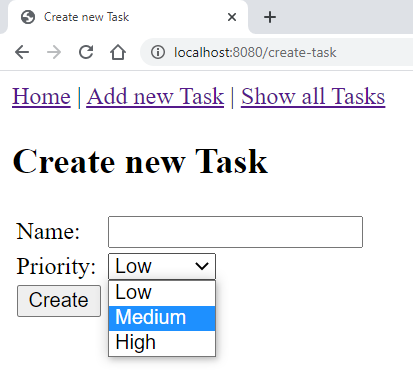 Create new Task
localhost:8080/create-task
Home | Add new Task | Show all Tasks
Create new Task
Name:
Priority: Low
Create Low
Medium
High